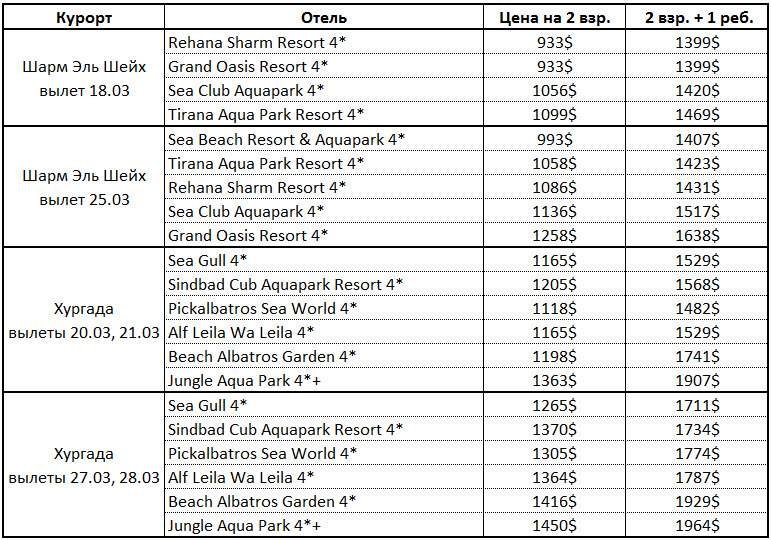 Курорт Отель Цена на 2 взр. 2 взр. + 1 реб.
Шарм Эль Шейх
вылет 18.03
Rehana Sharm Resort 4* 933$ 1399$
Grand Oasis Resort 4* 933$ 1399$
Sea Club Aquapark 4* 1056$ 1420$
Tirana Aqua Park Resort 4* 1099$ 1469$
Шарм Эль Шейх
вылет 25.03
Sea Beach Resort & Aquapark 4* 993$ 1407$
Tirana Aqua Park Resort 4* 1058$ 1423$
Rehana Sharm Resort 4* 1086$ 1431$
Sea Club Aquapark 4* 1136$ 1517$
Grand Oasis Resort 4* 1258$ 1638$
Хургада
вылеты 20.03, 21.03
Sea Gull 4* 1165$ 1529$
Sindbad Cub Aquapark Resort 4* 1205$ 1568$
Pickalbatros Sea World 4* 1118$ 1482$
Alf Leila Wa Leila 4* 1165$ 1529$
Beach Albatros Garden 4* 1198$ 1741$
Jungle Aqua Park 4*+ 1363$ 1907$
Хургада
вылеты 27.03, 28.03
Sea Gull 4* 1265$ 1711$
Sindbad Cub Aquapark Resort 4* 1370$ 1734$
Pickalbatros Sea World 4* 1305$ 1774$
Alf Leila Wa Leila 4* 1364$ 1787$
Beach Albatros Garden 4* 1416$ 1929$
Jungle Aqua Park 4*+ 1450$ 1964$